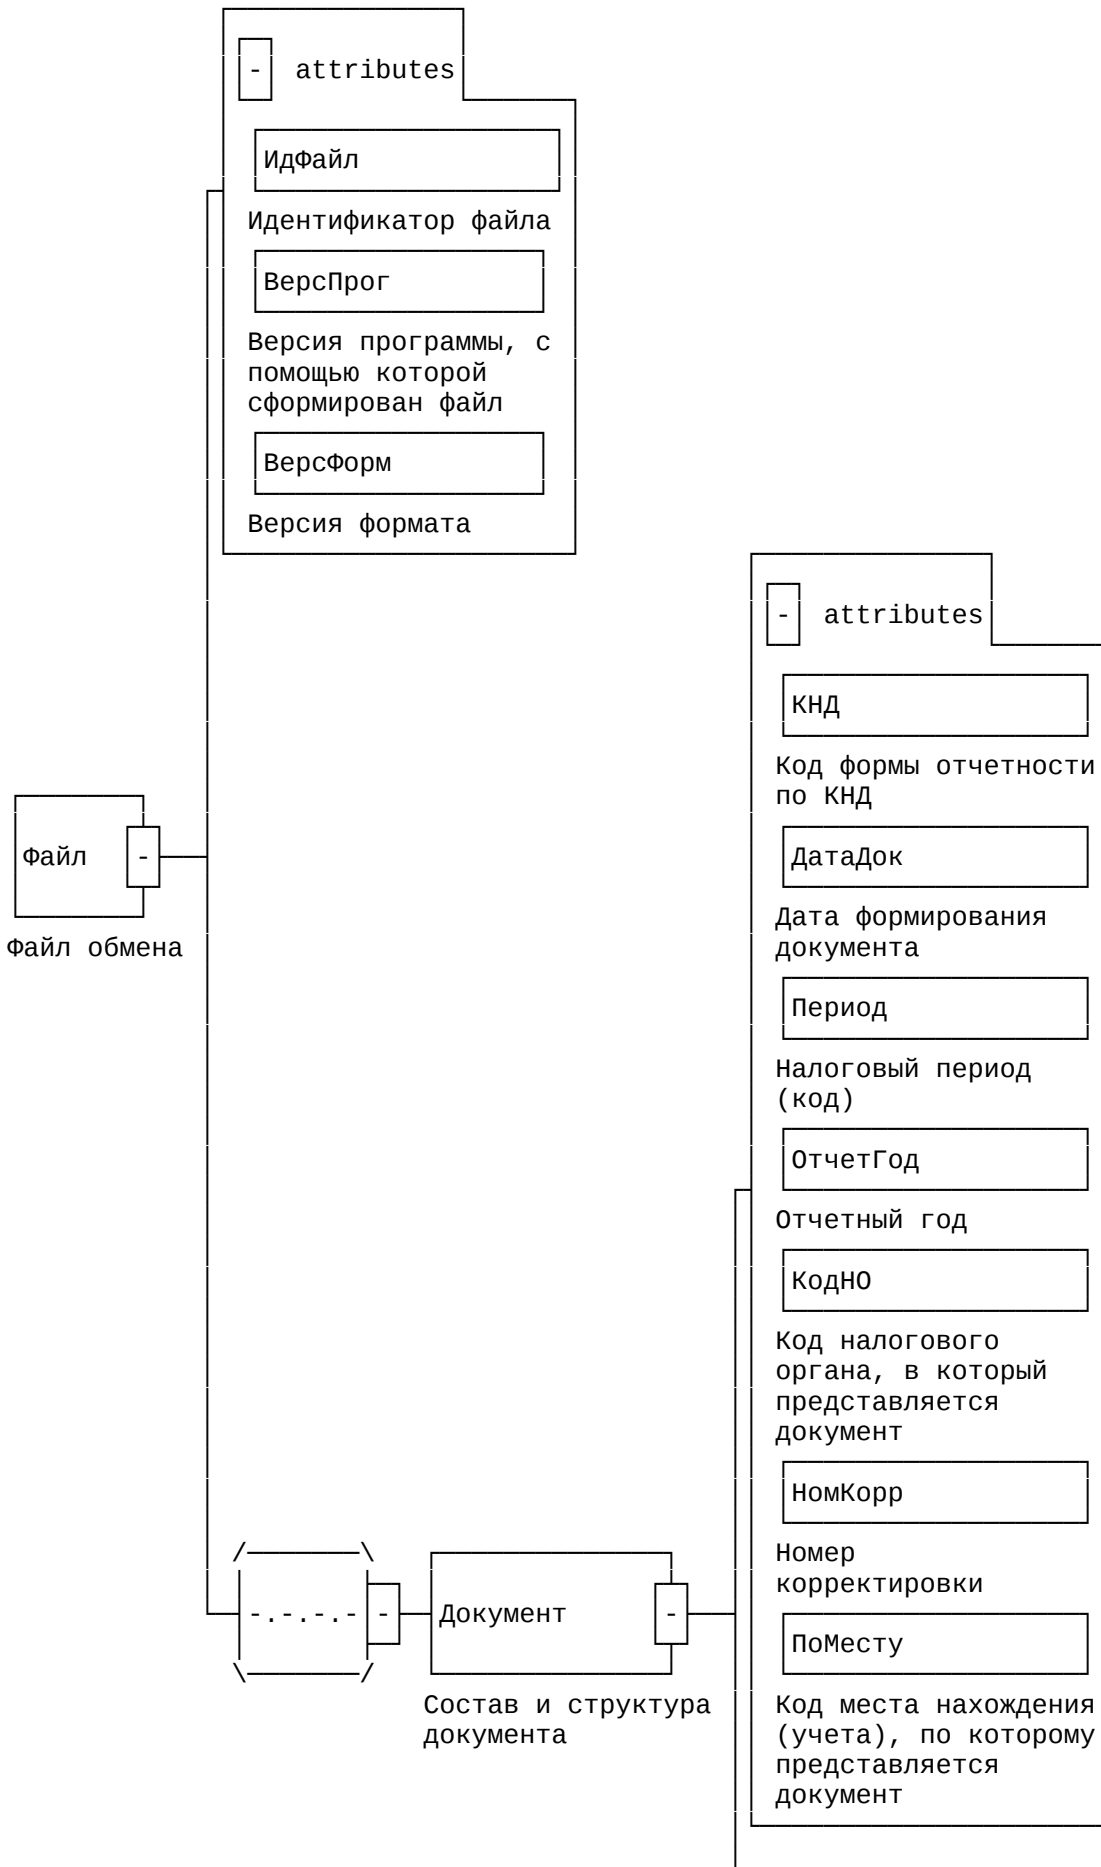 - attributes
ИдФайл
Идентификатор файла
ВерсПрог
Версия программы, с
помощью которой
сформирован файл
ВерсФорм
Версия формата
- attributes
КНД
Код формы отчетности
по КНД
Файл -
Файл обмена
ДатаДок
Дата формирования
документа
Период
Налоговый период
(код)
ОтчетГод
Отчетный год
КодНО
Код налогового
органа, в который
представляется
документ
НомКорр
Номер
корректировки
-.-.-.- -
Документ -
Состав и структура
документа
ПоМесту
Код места нахождения
(учета), по которому
представляется
документ